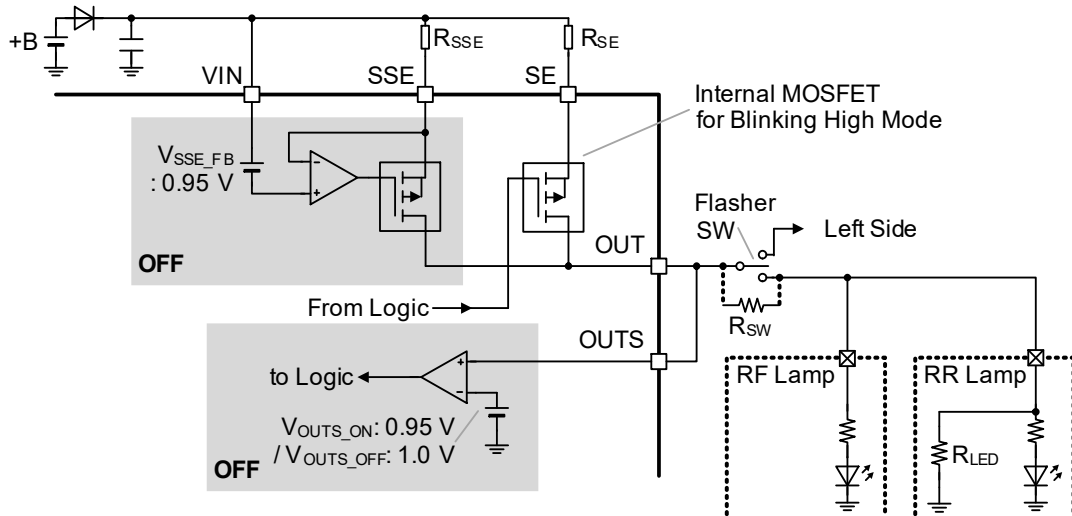 +B
RSSE
RSE
VIN
SSE
SE
Internal MOSFET
for Blinking High Mode
VSSE_FB
: 0.95 V
-
+
OFF
Flasher
SW
Left Side
OUT
From Logic
RSW
OUTS
to Logic
+
-
VOUTS_ON: 0.95 V
/ VOUTS_OFF: 1.0 V
OFF
RF Lamp
RR Lamp
RLED